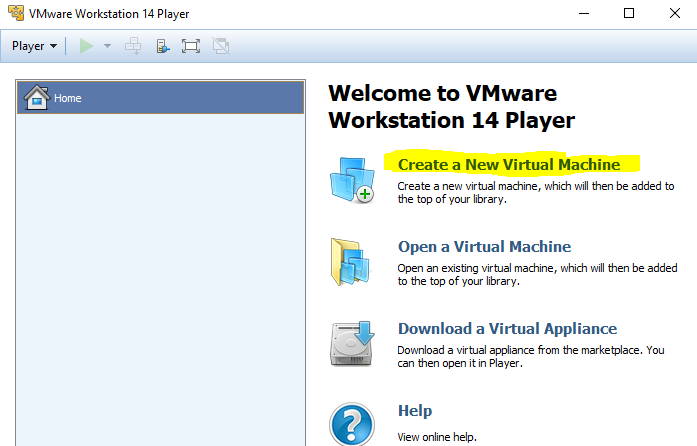 VMware Workstation 14 Player
Player
Home
Welcome to VMware
Workstation 14 Player
Create a New Virtual Machine
Create a new virtual machine, which will then be added to
the top of your library.
Open a Virtual Machine
Open an existing virtual machine, which will then be added
to the top of your library.
Download a Virtual Appliance
Download a virtual appliance from the marketplace. You
can then open it in Player.
Help
View online help.